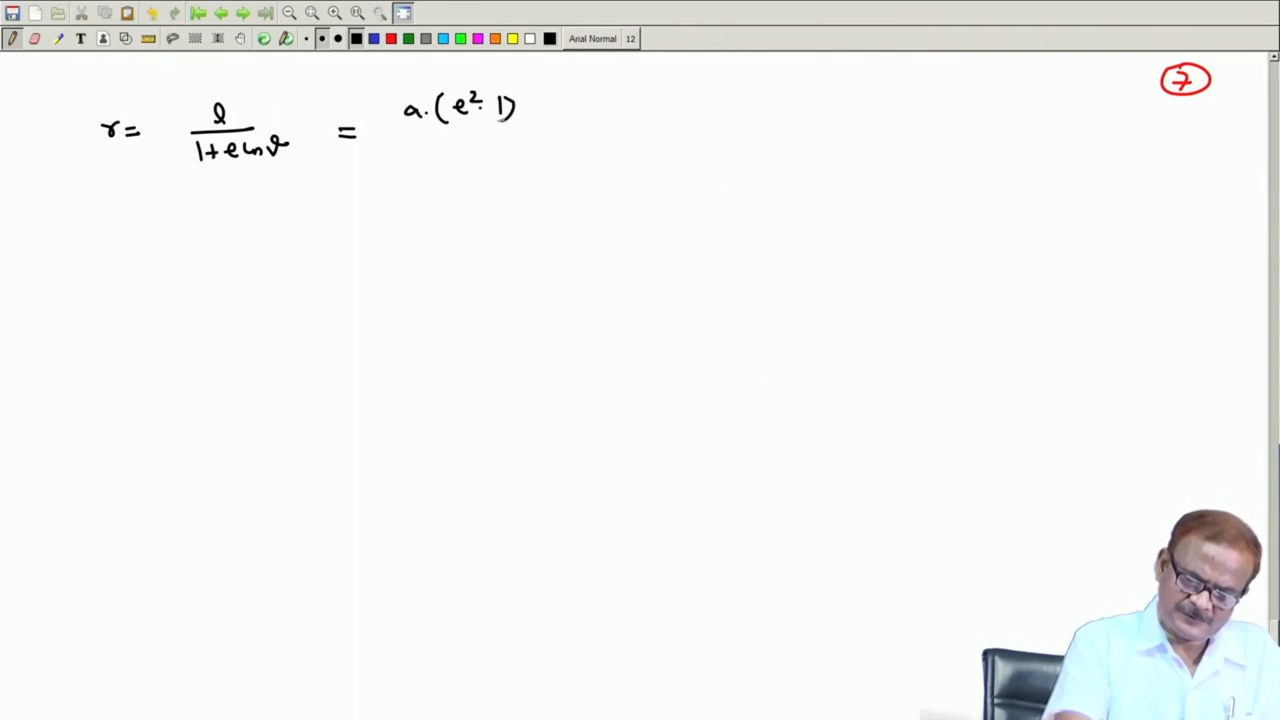 Arial Normal 12
7
r = l / (1 + e cos θ) = a. (e² - 1)